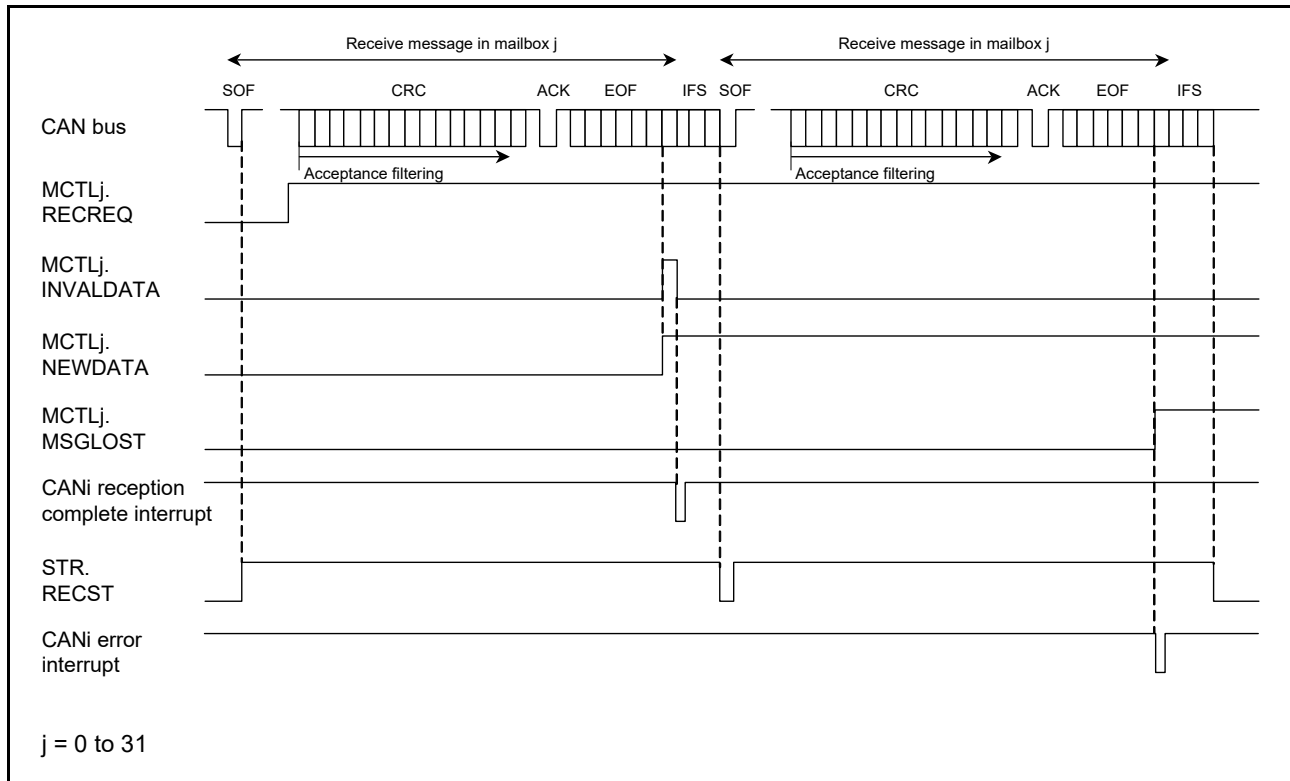 Receive message in mailbox j Receive message in mailbox j
SOF CRC ACK EOF IFS SOF CRC ACK EOF IFS
CAN bus
Acceptance filtering Acceptance filtering
MCTLj.
RECREQ
MCTLj.
INVALDATA
MCTLj.
NEWDATA
MCTLj.
MSGLOST
CANi reception
complete interrupt
STR.
RECST
CANi error
interrupt
j = 0 to 31